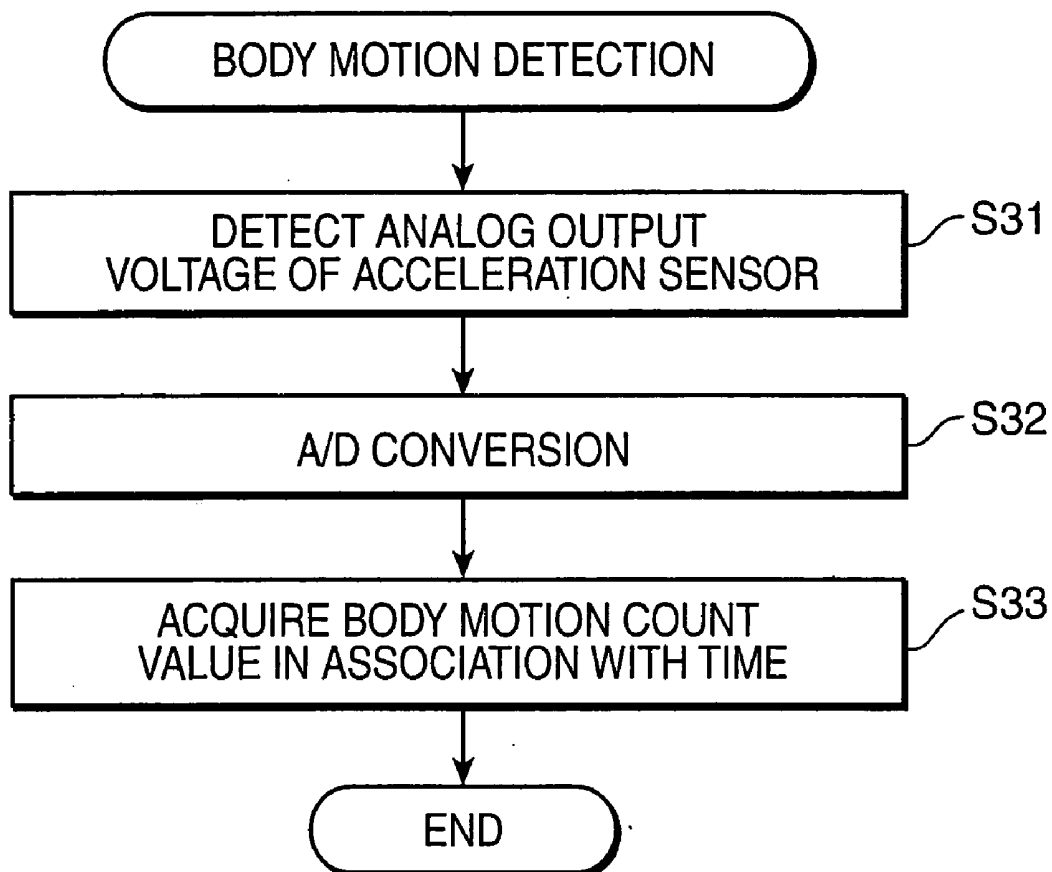 BODY MOTION DETECTION
DETECT ANALOG OUTPUT
VOLTAGE OF ACCELERATION SENSOR
S31
A/D CONVERSION
S32
ACQUIRE BODY MOTION COUNT
VALUE IN ASSOCIATION WITH TIME
S33
END